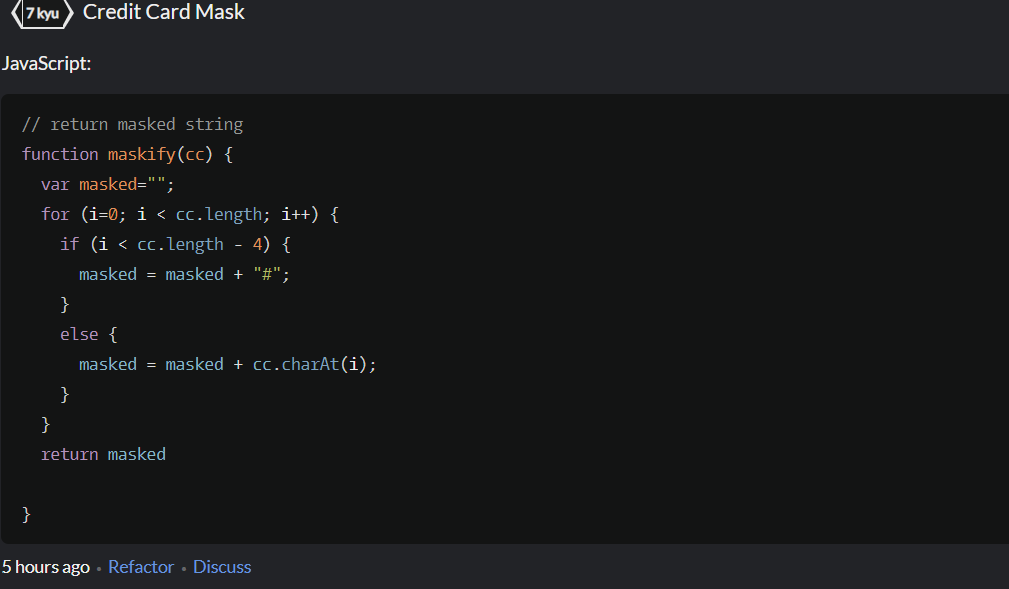 7 kyu Credit Card Mask
JavaScript:
// return masked string
function maskify(cc) {
  var masked="";
  for (i=0; i < cc.length; i++) {
    if (i < cc.length - 4) {
      masked = masked + "#";
    }
    else {
      masked = masked + cc.charAt(i);
    }
  }
  return masked

}
5 hours ago • Refactor • Discuss